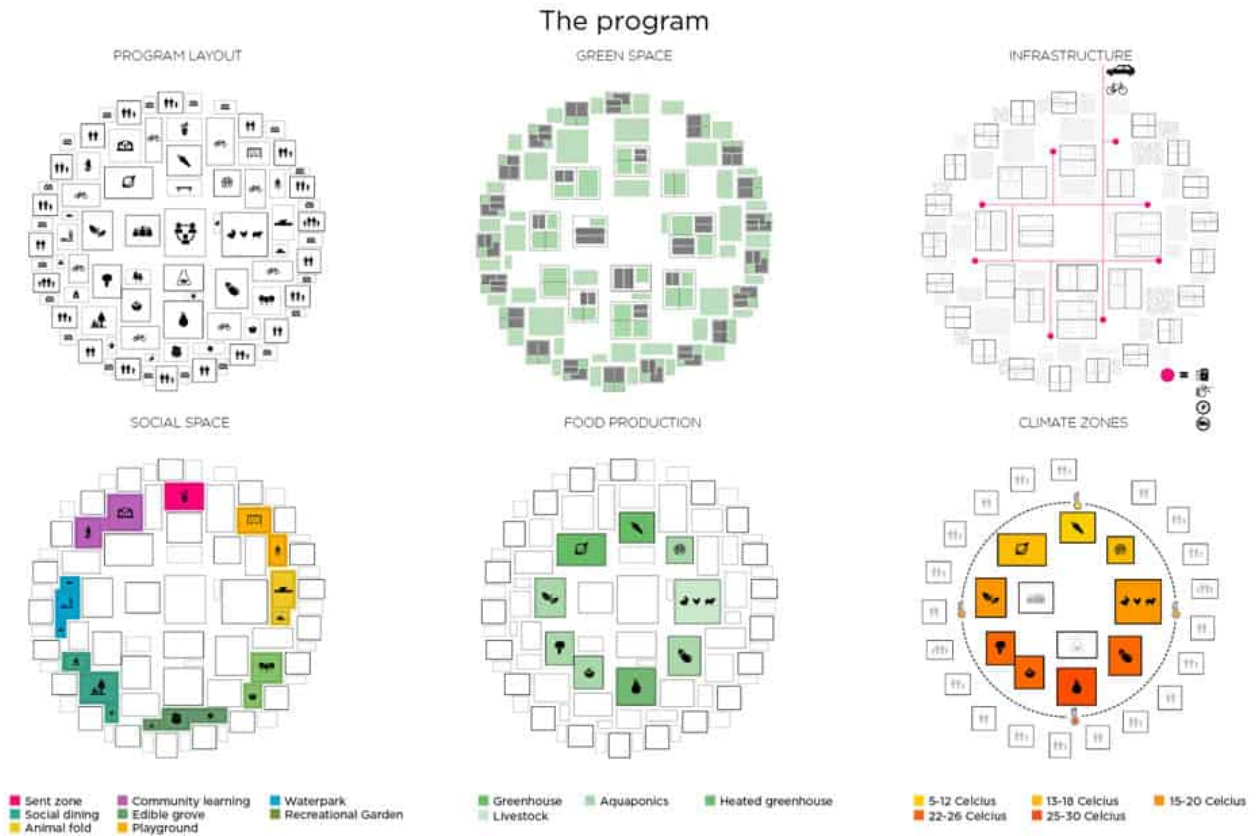 The program
PROGRAM LAYOUT
GREEN SPACE
INFRASTRUCTURE
=
SOCIAL SPACE
FOOD PRODUCTION
CLIMATE ZONES
Sent zone
Community learning
Waterpark
Social dining
Edible grove
Recreational Garden
Animal fold
Playground
Greenhouse
Aquaponics
Heated greenhouse
Livestock
5-12 Celcius
13-18 Celcius
15-20 Celcius
22-26 Celcius
25-30 Celcius